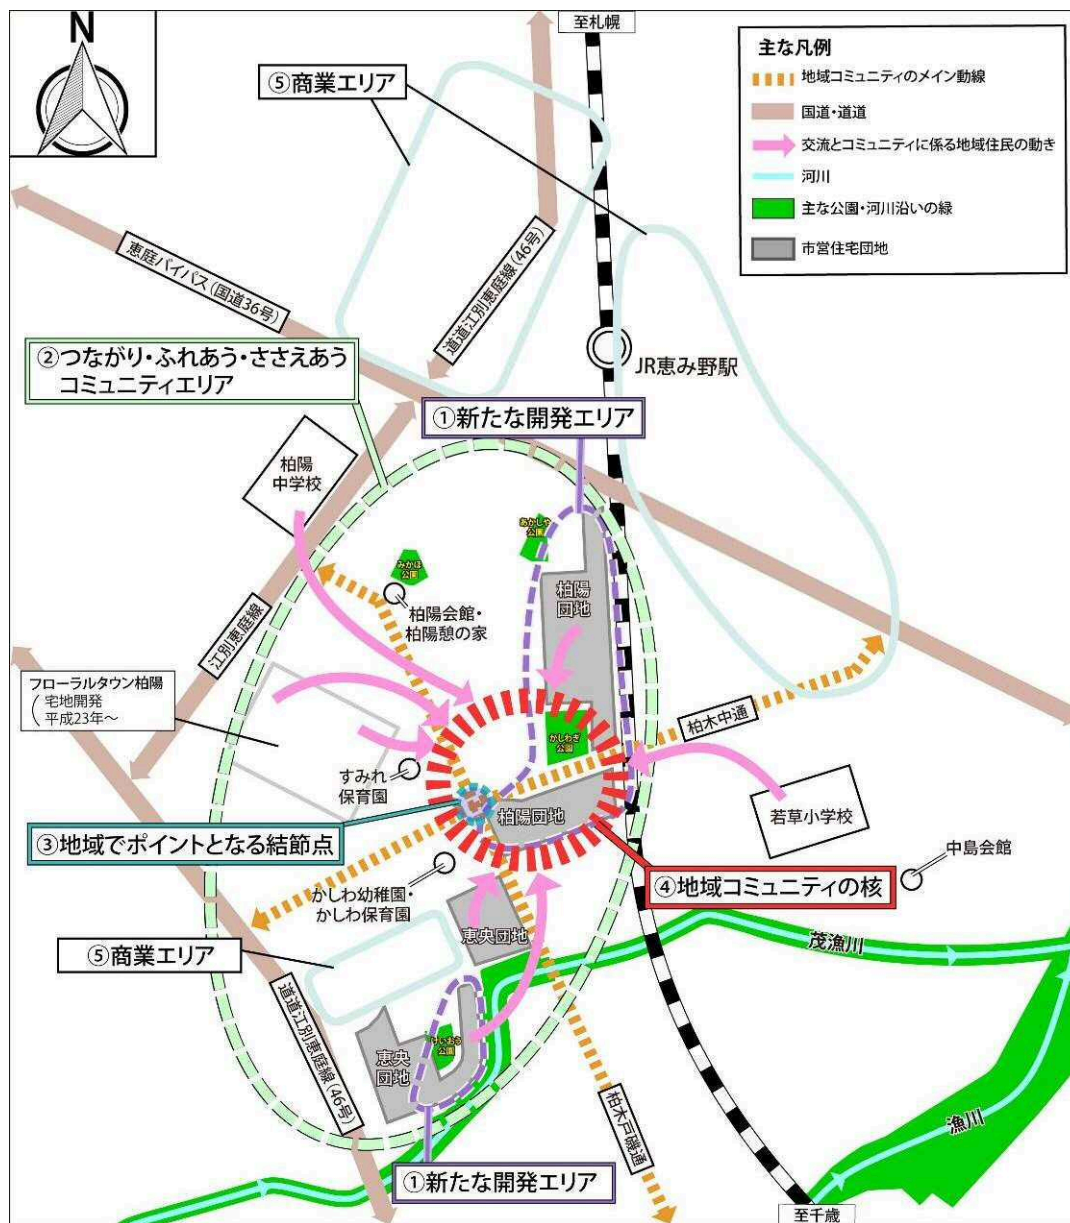 N
至札幌
主な凡例
地域コミュニティのメイン動線
国道・道道
交流とコミュニティに係る地域住民の動き
河川
主な公園・河川沿いの緑
市営住宅団地
⑤商業エリア
恵庭バイパス(国道36号)
道道江別恵庭線(46号)
JR恵み野駅
②つながり・ふれあう・ささえあう
コミュニティエリア
①新たな開発エリア
柏陽
中学校
あかしや
公園
みかほ
公園
柏陽
団地
柏陽会館・
柏陽憩の家
江別恵庭線
フローラルタウン柏陽
宅地開発
平成23年~
柏木中通
かしわぎ
公園
すみれ
保育園
柏陽団地
若草小学校
③地域でポイントとなる結節点
中島会館
④地域コミュニティの核
かしわ幼稚園・
かしわ保育園
恵央団地
茂漁川
⑤商業エリア
道道江別恵庭線(46号)
けいおう
公園
恵央
団地
柏木戸磯通
漁川
①新たな開発エリア
至千歳